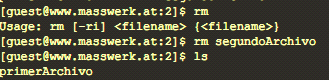 [guest@www.masswerk.at:2]$ rm
Usage: rm [-ri] <filename> {<filename>}
[guest@www.masswerk.at:2]$ rm segundoArchivo
[guest@www.masswerk.at:2]$ ls
primerArchivo